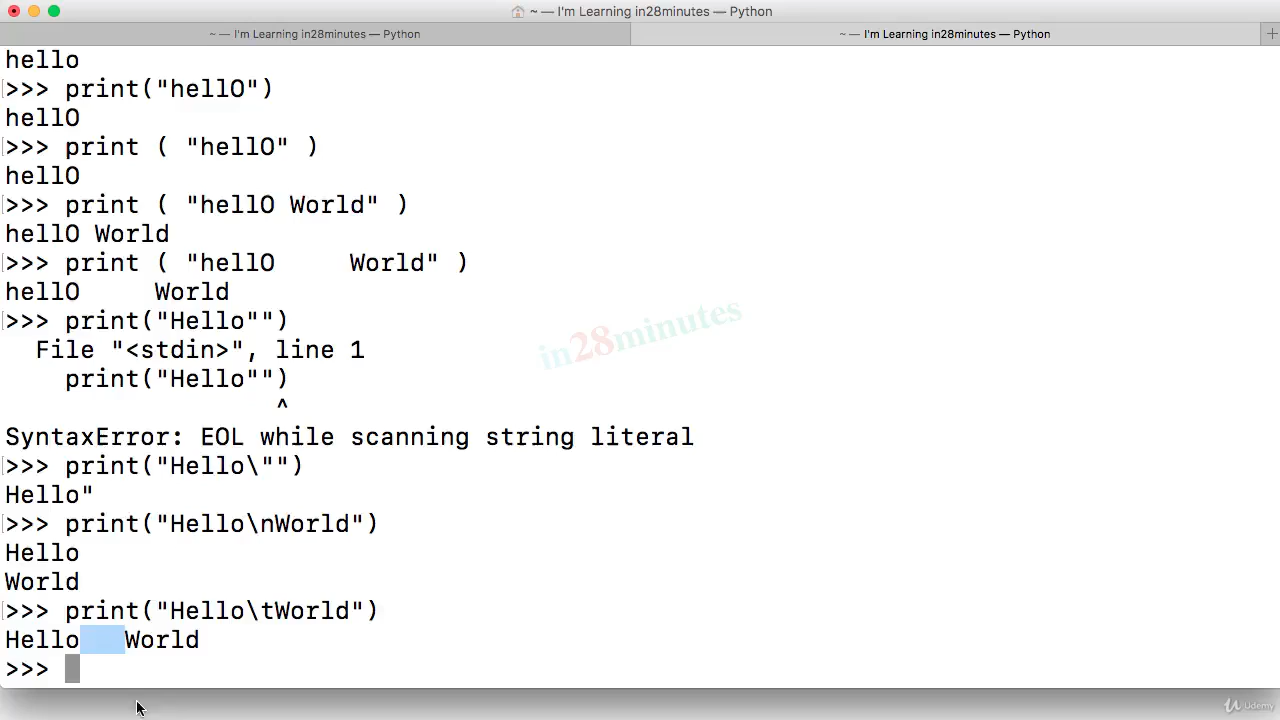 ~ — I'm Learning in28minutes — Python
~ — I'm Learning in28minutes — Python
~ — I'm Learning in28minutes — Python
hello
>>> print("hellO")
hellO
>>> print ( "hellO" )
hellO
>>> print ( "hellO World" )
hellO World
>>> print ( "hellO     World" )
hellO     World
>>> print("Hello"")
  File "<stdin>", line 1
    print("Hello"")
                  ^
SyntaxError: EOL while scanning string literal
>>> print("Hello\"")
Hello"
>>> print("Hello\nWorld")
Hello
World
>>> print("Hello\tWorld")
Hello   World
>>>
in28minutes
Udemy